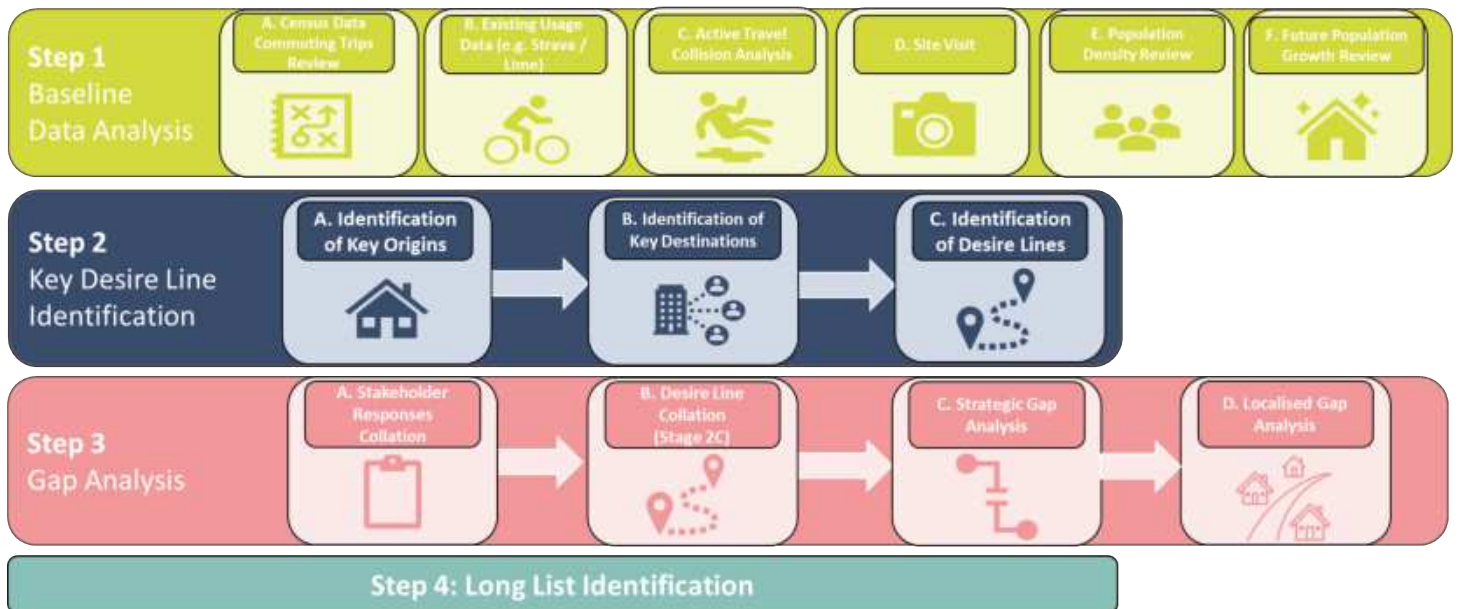 Step 1
Baseline
Data Analysis
A. Census Data
Commuting Trips
Review
B. Existing Usage
Data (e.g. Strava /
Lime)
C. Active Travel
Collision Analysis
D. Site Visit
E. Population
Density Review
F. Future Population
Growth Review
Step 2
Key Desire Line
Identification
A. Identification
of Key Origins
B. Identification of
Key Destinations
C. Identification
of Desire Lines
Step 3
Gap Analysis
A. Stakeholder
Responses
Collation
B. Desire Line
Collation
(Stage 2C)
C. Strategic Gap
Analysis
D. Localised Gap
Analysis
Step 4: Long List Identification